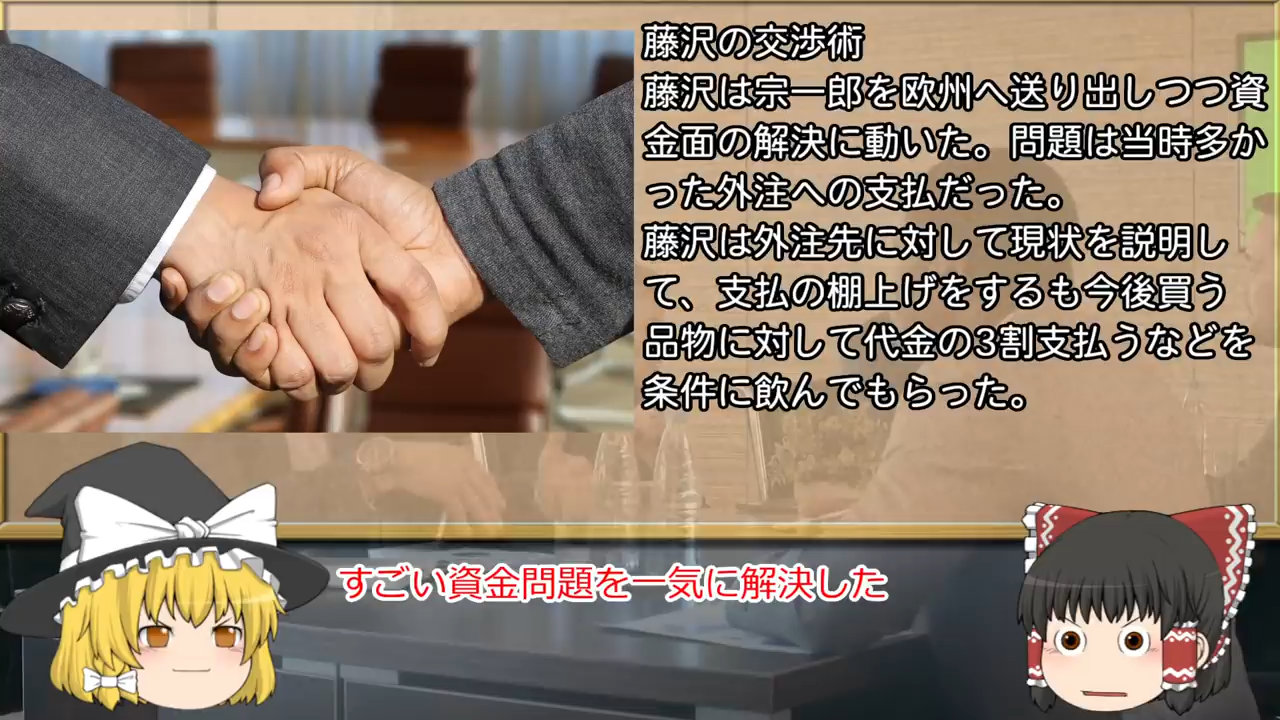 藤沢の交渉術
藤沢は宗一郎を欧州へ送り出しつつ資
金面の解決に動いた。問題は当時多か
った外注への支払だった。
藤沢は外注先に対して現状を説明し
て、支払の棚上げをするも今後買う
品物に対して代金の3割支払うなどを
条件に飲んでもらった。
すごい資金問題を一気に解決した